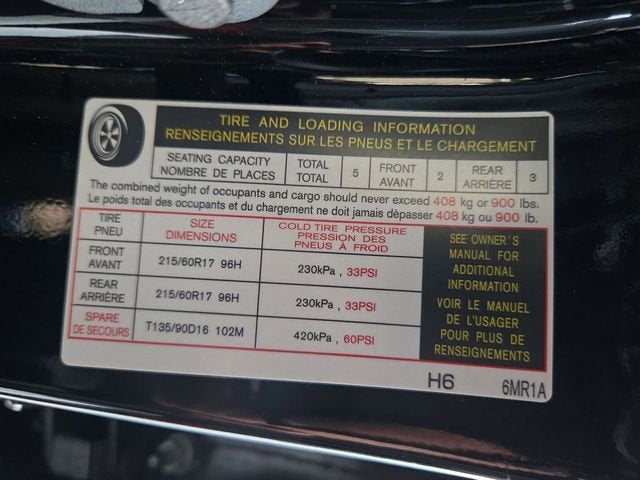 TIRE AND LOADING INFORMATION
RENSEIGNEMENTS SUR LES PNEUS ET LE CHARGEMENT
SEATING CAPACITY TOTAL 5 FRONT 2 REAR 3
NOMBRE DE PLACES TOTAL AVANT ARRIÈRE
The combined weight of occupants and cargo should never exceed 408 kg or 900 lbs.
Le poids total des occupants et du chargement ne doit jamais dèpasser 408 kg ou 900 lb.
TIRE SIZE COLD TIRE PRESSURE
PNEU DIMENSIONS PRESSION DES
PNEUS À FROID
FRONT
AVANT 215/60R17 96H 230kPa , 33PSI
REAR
ARRIÈRE 215/60R17 96H 230kPa , 33PSI
SPARE
DE SECOURS T135/90D16 102M 420kPa , 60PSI
SEE OWNER'S
MANUAL FOR
ADDITIONAL
INFORMATION
VOIR LE MANUEL
DE L'USAGER
POUR PLUS DE
RENSEIGNEMENTS
H6 6MR1A